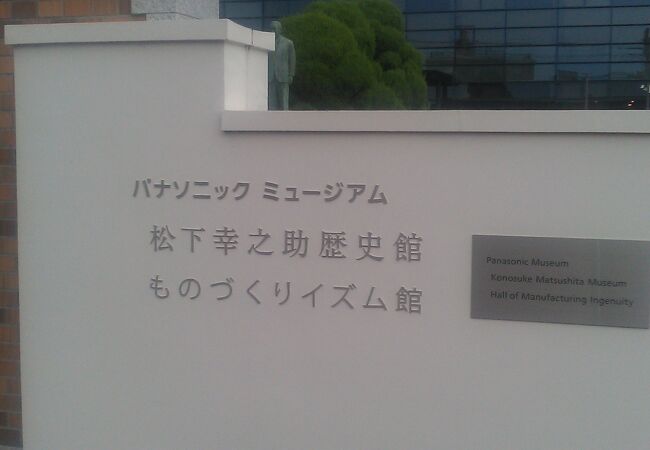 パナソニック ミュージアム
松下幸之助歴史館
ものづくりイズム館
Panasonic Museum
Konosuke Matsushita Museum
Hall of Manufacturing Ingenuity